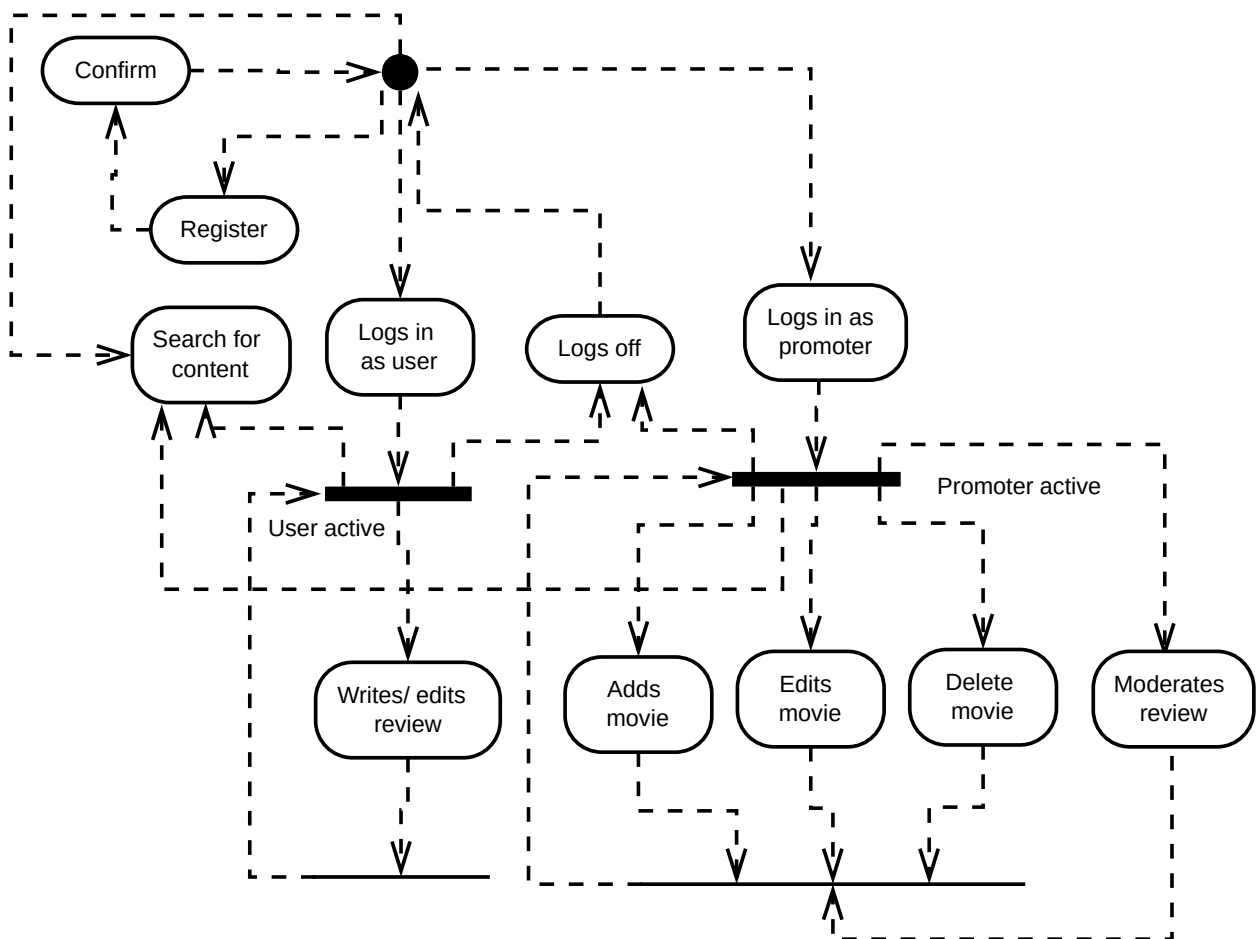 Confirm
Register
Search for
content
Logs in
as user
Logs off
Logs in as
promoter
User active
Promoter active
Writes/ edits
review
Adds
movie
Edits
movie
Delete
movie
Moderates
review